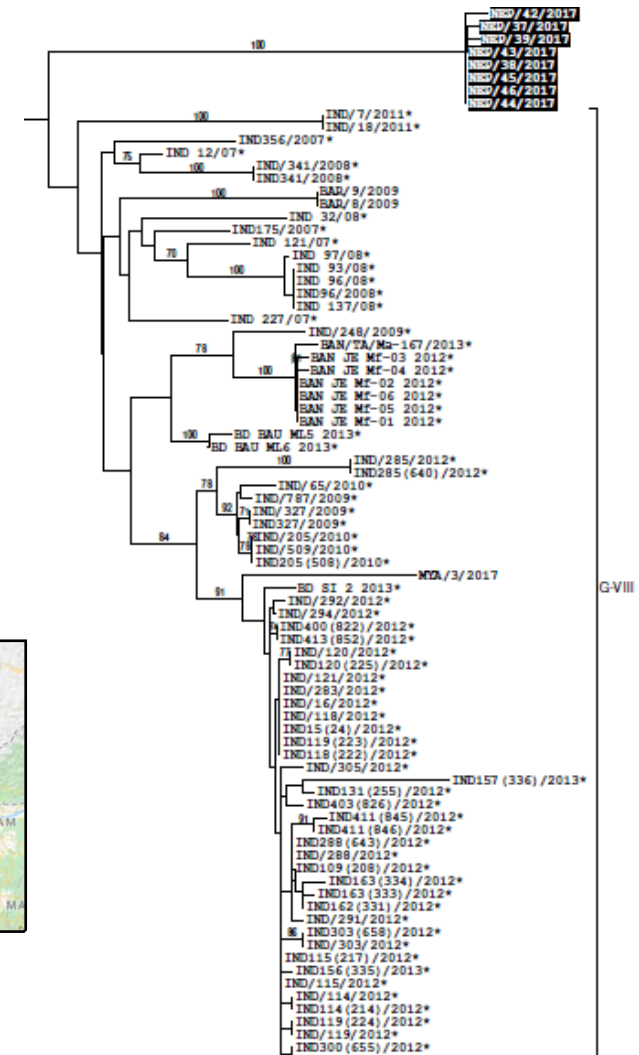 100
NEP/42/2017
NEP/37/2017
NEP/39/2017
NEP/43/2017
NEP/38/2017
NEP/45/2017
NEP/46/2017
NEP/44/2017
100
IND/7/2011*
IND/18/2011*
IND356/2007*
75
IND 12/07*
100
IND/341/2008*
IND341/2008*
100
BAR/9/2009
BAR/8/2009
IND 32/08*
IND175/2007*
IND 121/07*
70
IND 97/08*
100
IND 93/08*
IND 96/08*
IND96/2008*
IND 137/08*
IND 227/07*
IND/248/2009*
78
BAN/TA/Ma-167/2013*
BAN JE Mf-03 2012*
100
BAN JE Mf-04 2012*
BAN JE Mf-02 2012*
BAN JE Mf-06 2012*
BAN JE Mf-05 2012*
BAN JE Mf-01 2012*
100
BD BAU ML5 2013*
BD BAU ML6 2013*
100
IND/285/2012*
IND285(640)/2012*
78
IND/65/2010*
IND/787/2009*
92
71
IND/327/2009*
IND327/2009*
84
IND/205/2010*
78
IND/509/2010*
IND205(508)/2010*
MYA/3/2017
91
BD SI 2 2013*
G-VIII
IND/292/2012*
IND/294/2012*
IND400(822)/2012*
IND413(852)/2012*
77
IND/120/2012*
IND120(225)/2012*
IND/121/2012*
IND/283/2012*
IND/16/2012*
IND/118/2012*
IND15(24)/2012*
IND119(223)/2012*
IND118(222)/2012*
IND/305/2012*
IND157(336)/2013*
IND131(255)/2012*
IND403(826)/2012*
91
IND411(845)/2012*
AM
IND411(846)/2012*
IND288(643)/2012*
IND/288/2012*
IND109(208)/2012*
IND163(334)/2012*
IND163(333)/2012*
MA
IND162(331)/2012*
IND/291/2012*
86
IND303(658)/2012*
IND/303/2012*
IND115(217)/2012*
IND156(335)/2013*
IND/115/2012*
IND/114/2012*
IND114(214)/2012*
IND119(224)/2012*
IND/119/2012*
IND300(655)/2012*